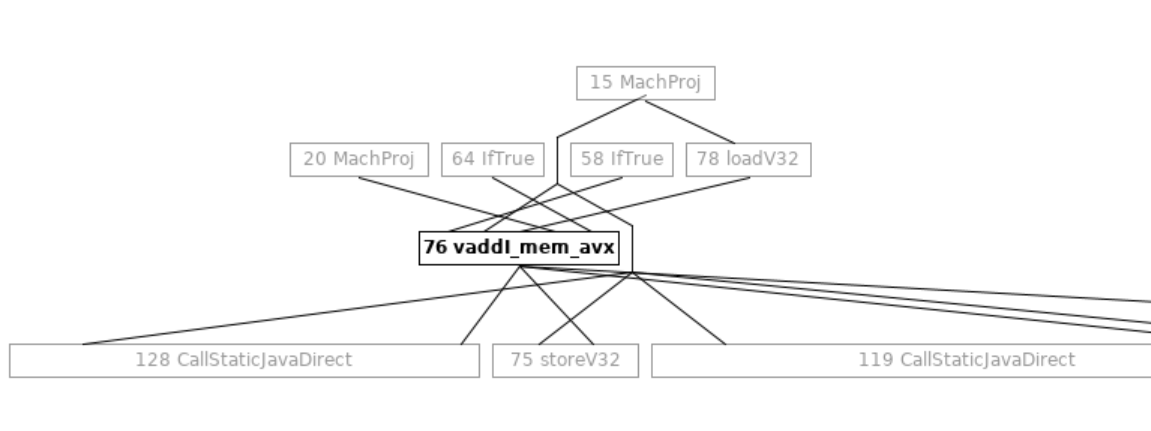 15 MachProj
20 MachProj
64 IfTrue
58 IfTrue
78 loadV32
76 vaddI_mem_avx
128 CallStaticJavaDirect
75 storeV32
119 CallStaticJavaDirect